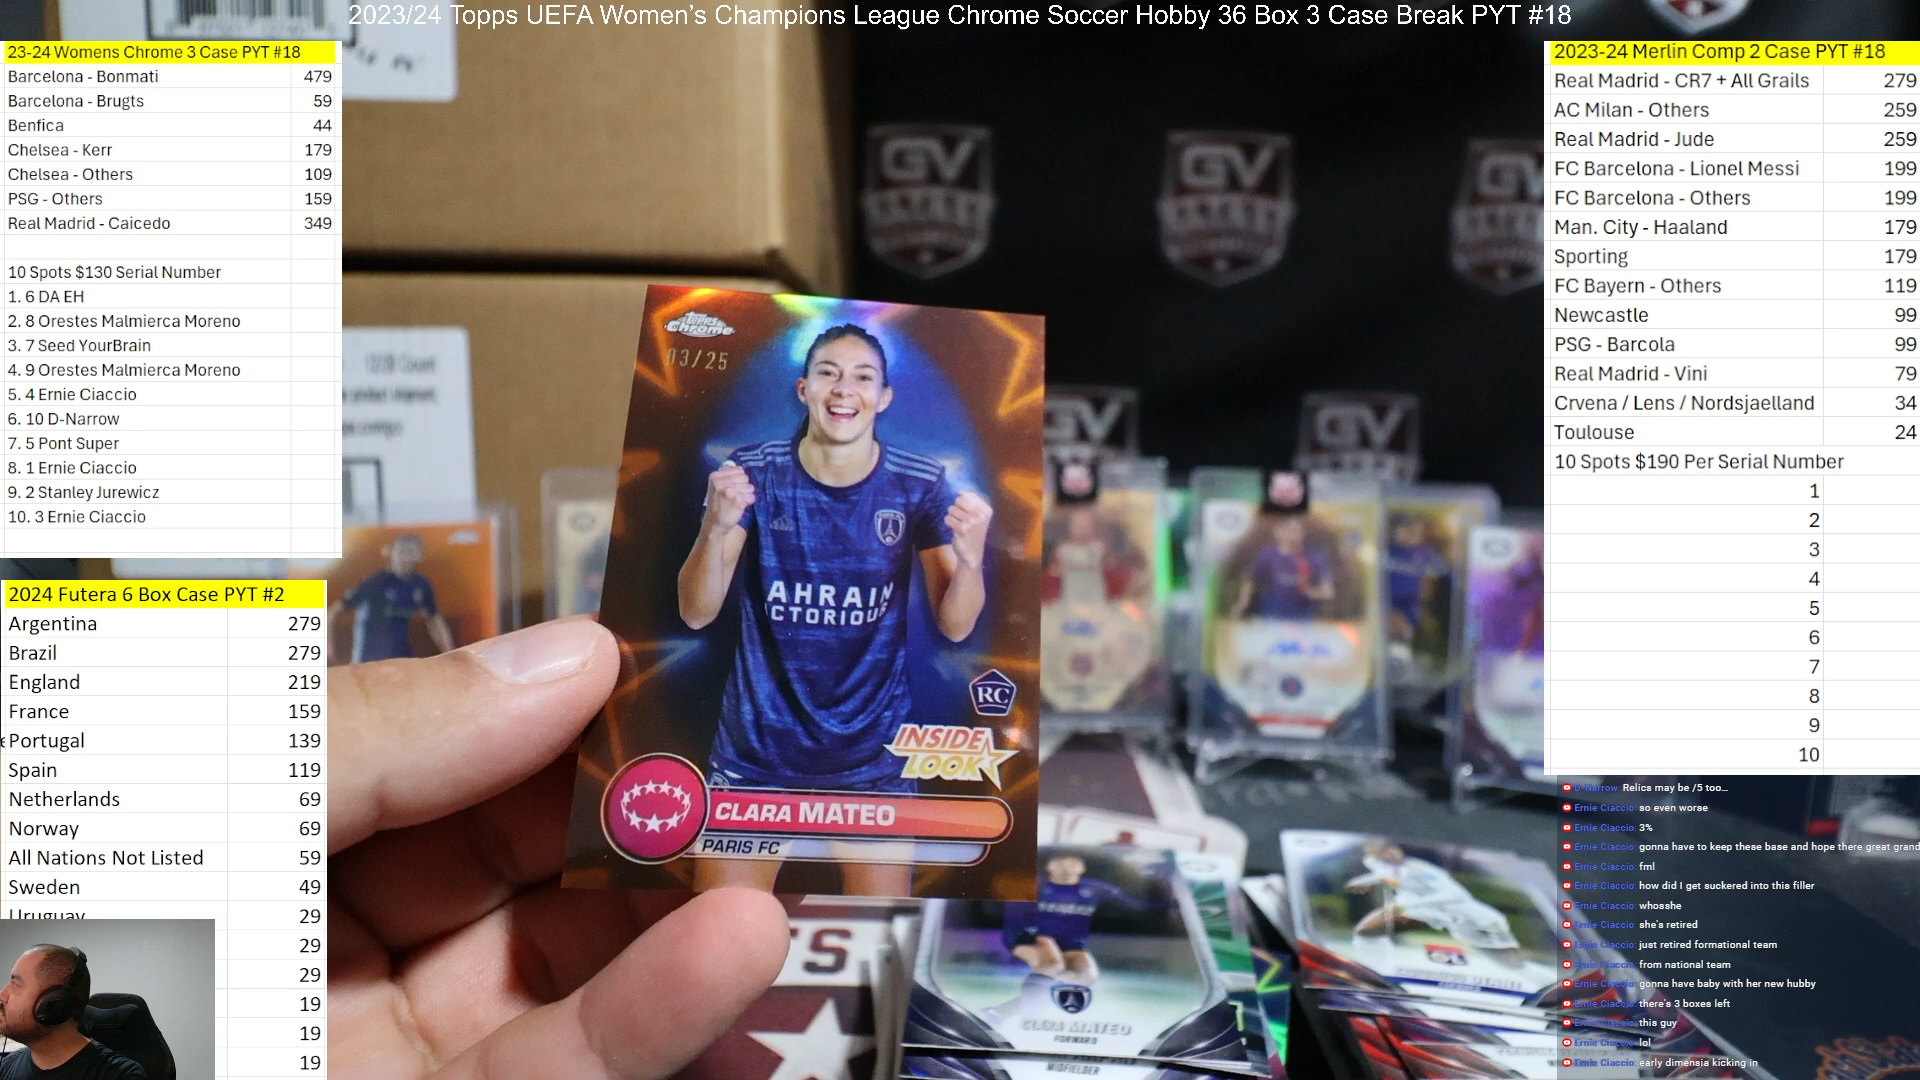 2023/24 Topps UEFA Women's Champions League Chrome Soccer Hobby 36 Box 3 Case Break PYT #18
23-24 Womens Chrome 3 Case PYT #18
Barcelona - Bonmati 479
Barcelona - Brugts 59
Benfica 44
Chelsea - Kerr 179
Chelsea - Others 109
PSG - Others 159
Real Madrid - Caicedo 349
10 Spots $130 Serial Number
1. 6 DA EH
2. 8 Orestes Malmierca Moreno
3. 7 Seed YourBrain
4. 9 Orestes Malmierca Moreno
5. 4 Ernie Ciaccio
6. 10 D-Narrow
7. 5 Pont Super
8. 1 Ernie Ciaccio
9. 2 Stanley Jurewicz
10. 3 Ernie Ciaccio
2024 Futera 6 Box Case PYT #2
Argentina 279
Brazil 279
England 219
France 159
Portugal 139
Spain 119
Netherlands 69
Norway 69
All Nations Not Listed 59
Sweden 49
Uruguay 29
29
29
19
19
19
Topps
Chrome
03/25
AHRAIN
ICTORIOUS
RC
INSIDE
LOOK
CLARA MATEO
PARIS FC
GV
GV
GV
GV
GV
CLARA MATEO
FORWARD
MIDFIELDER
2023-24 Merlin Comp 2 Case PYT #18
Real Madrid - CR7 + All Grails 279
AC Milan - Others 259
Real Madrid - Jude 259
FC Barcelona - Lionel Messi 199
FC Barcelona - Others 199
Man. City - Haaland 179
Sporting 179
FC Bayern - Others 119
Newcastle 99
PSG - Barcola 99
Real Madrid - Vini 79
Crvena / Lens / Nordsjaelland 34
Toulouse 24
10 Spots $190 Per Serial Number
1
2
3
4
5
6
7
8
9
10
D-Narrow: Relics may be /5 too...
Ernie Ciaccio: so even worse
Ernie Ciaccio: 3%
Ernie Ciaccio: gonna have to keep these base and hope there great grand
Ernie Ciaccio: fml
Ernie Ciaccio: how did I get suckered into this filler
Ernie Ciaccio: whosshe
Ernie Ciaccio: she's retired
Ernie Ciaccio: just retired formational team
Ernie Ciaccio: from national team
Ernie Ciaccio: gonna have baby with her new hubby
Ernie Ciaccio: there's 3 boxes left
Ernie Ciaccio: this guy
Ernie Ciaccio: lol
Ernie Ciaccio: early dimensia kicking in